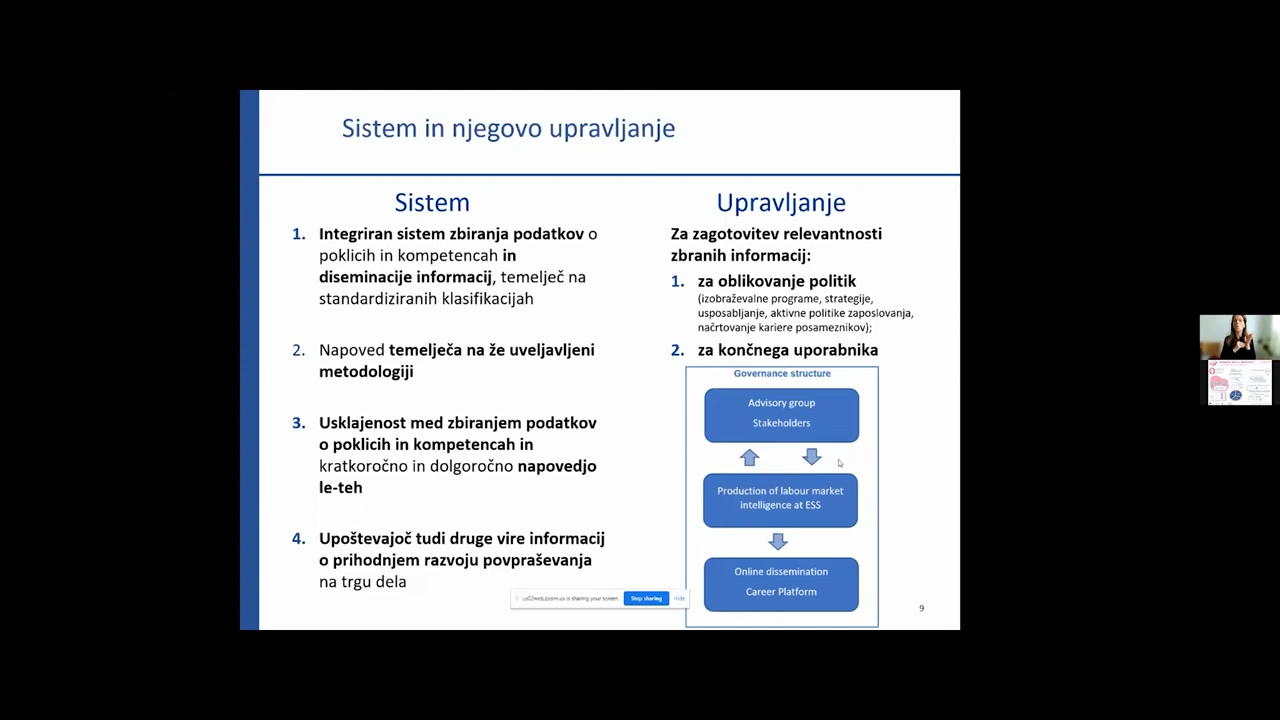 Sistem in njegovo upravljanje
Sistem
1. Integriran sistem zbiranja podatkov o
poklicih in kompetencah in
diseminacije informacij, temelječ na
standardiziranih klasifikacijah
2. Napoved temelječa na že uveljavljeni
metodologiji
3. Usklajenost med zbiranjem podatkov
o poklicih in kompetencah in
kratkoročno in dolgoročno napovedjo
le-teh
4. Upoštevajoč tudi druge vire informacij
o prihodnjem razvoju povpraševanja
na trgu dela
Upravljanje
Za zagotovitev relevantnosti
zbranih informacij:
1. za oblikovanje politik
(izobraževalne programe, strategije,
usposabljanje, aktivne politike zaposlovanja,
načrtovanje kariere posameznikov);
2. za končnega uporabnika
Governance structure
Advisory group
Stakeholders
Production of labour market
intelligence at ESS
Online dissemination
Career Platform
us02web.zoom.us is sharing your screen.
Stop sharing
Hide
9